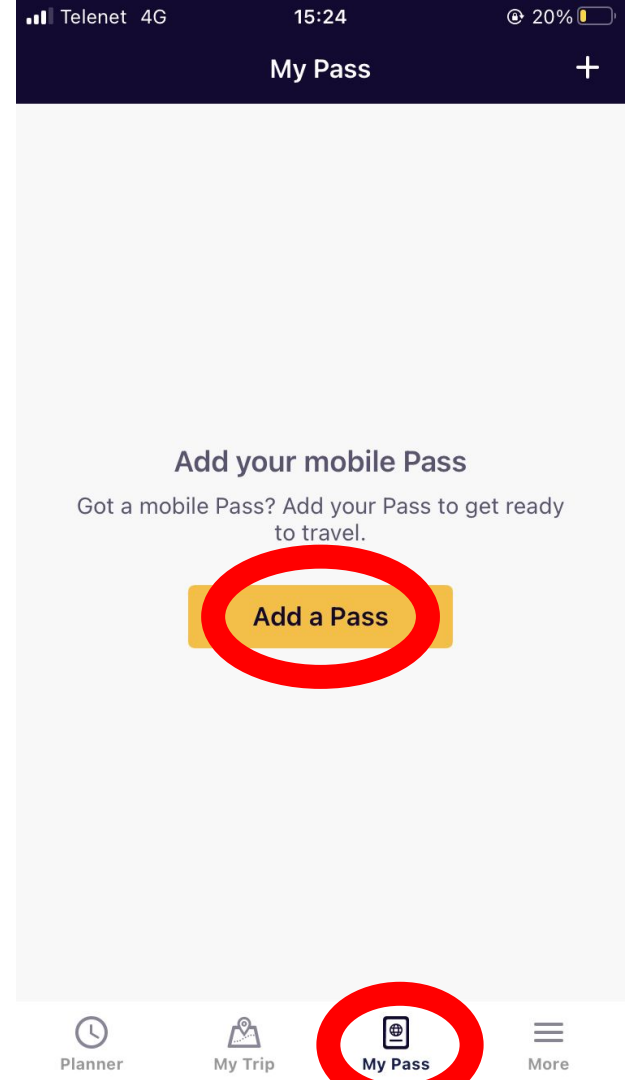 Telenet 4G 15:24 20%
My Pass +
Add your mobile Pass
Got a mobile Pass? Add your Pass to get ready
to travel.
Add a Pass
Planner My Trip My Pass More